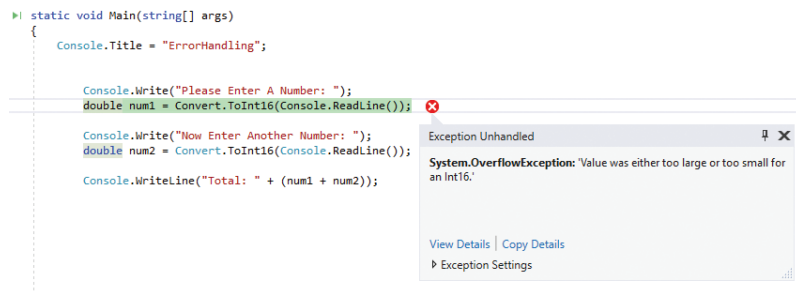 static void Main(string[] args)
{
Console.Title = "ErrorHandling";
Console.Write("Please Enter A Number: ");
double num1 = Convert.ToInt16(Console.ReadLine());
Console.Write("Now Enter Another Number: ");
double num2 = Convert.ToInt16(Console.ReadLine());
Console.WriteLine("Total: " + (num1 + num2));
Exception Unhandled
System.OverflowException: 'Value was either too large or too small for
an Int16.'
View Details | Copy Details
Exception Settings